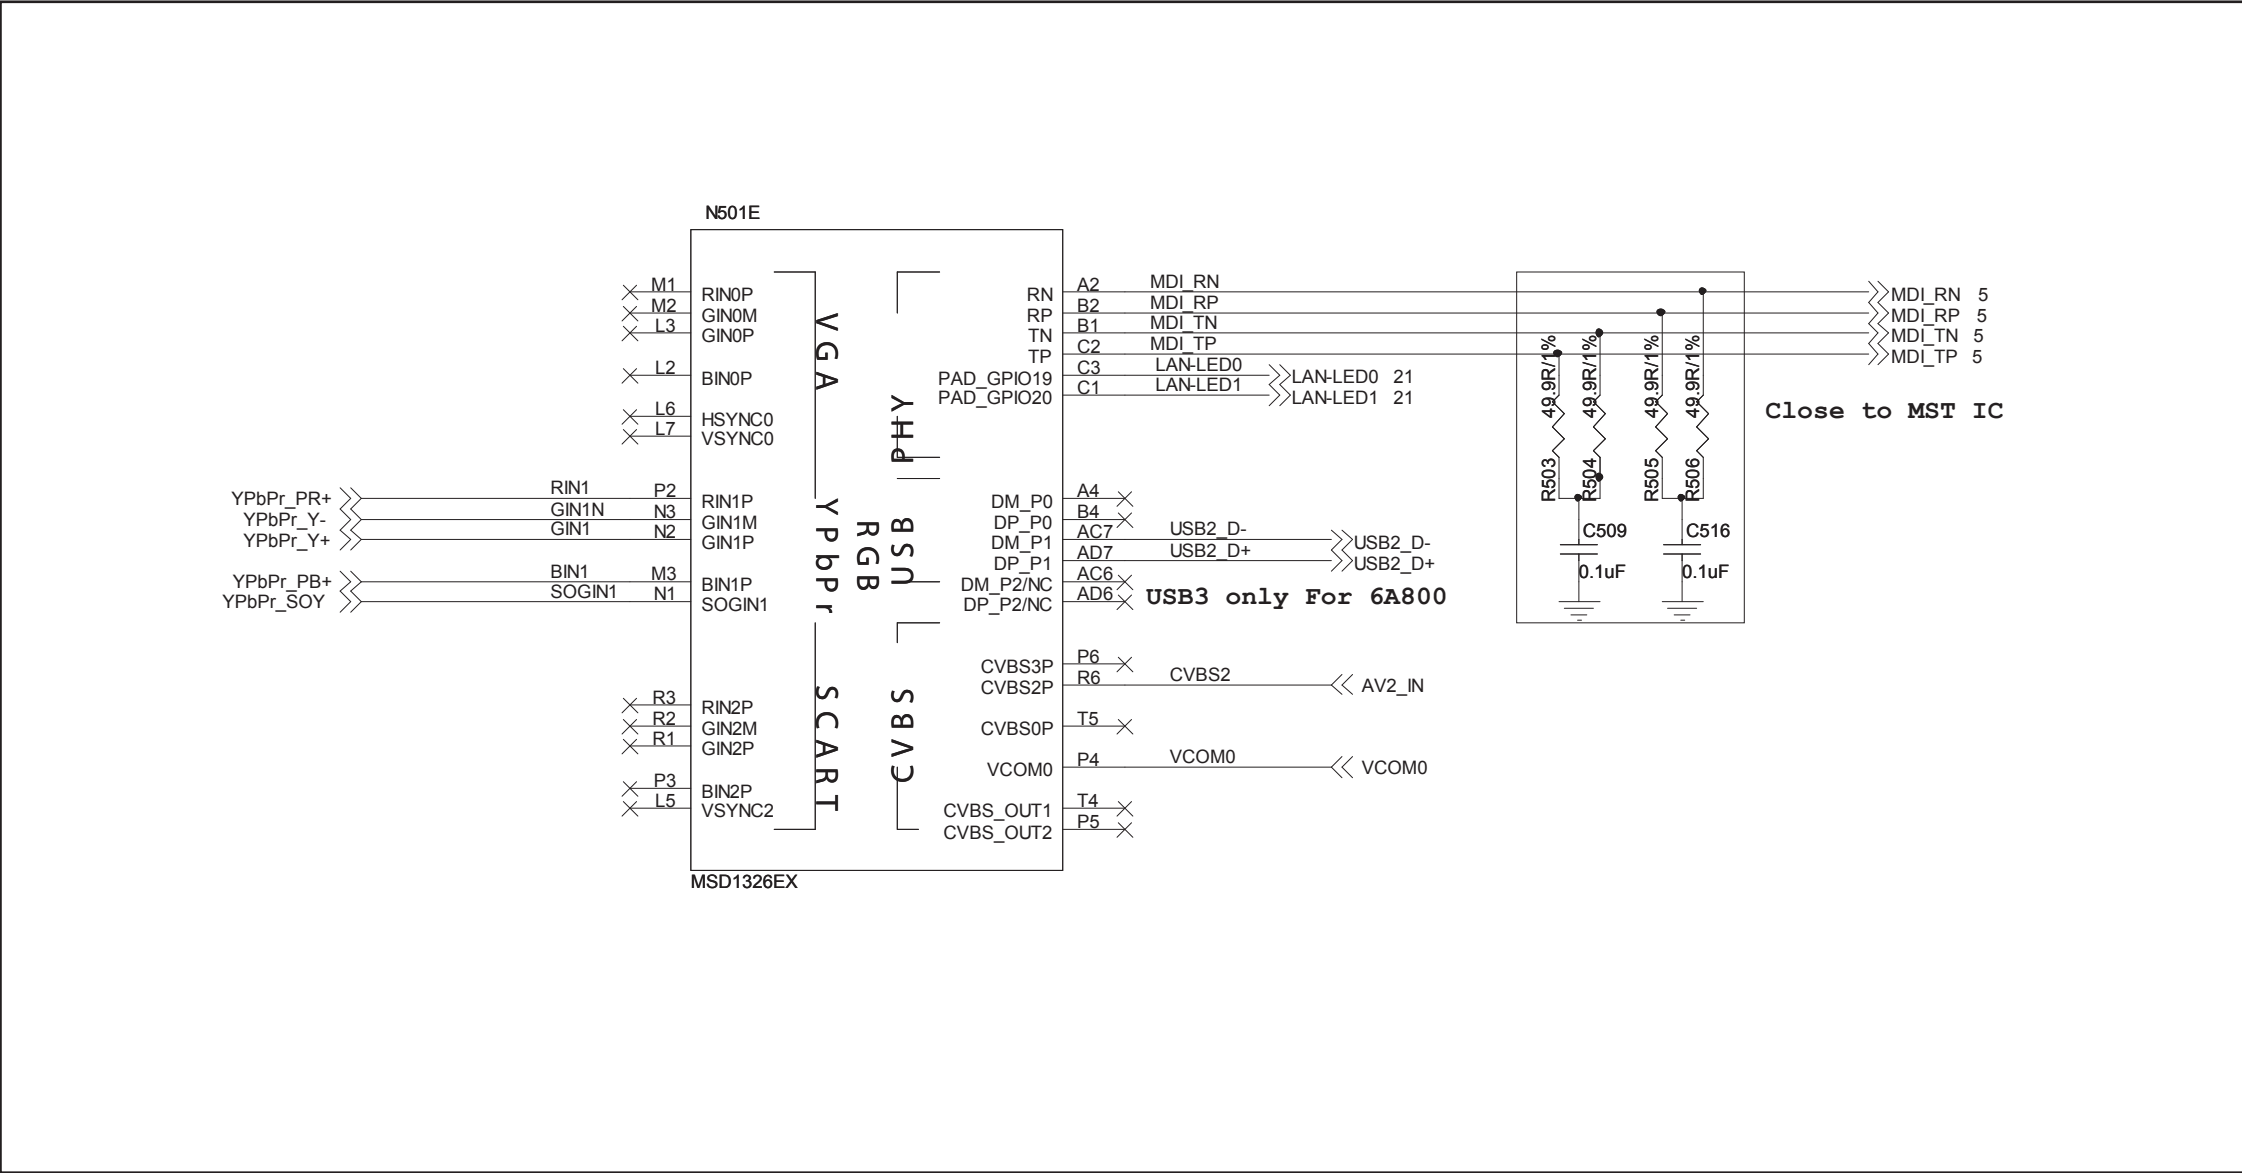 N501E
M1 RIN0P
M2 GIN0M
L3 GIN0P
L2 BIN0P
L6 HSYNC0
L7 VSYNC0
YPbPr_PR+ RIN1 P2 RIN1P
YPbPr_Y- GIN1N N3 GIN1M
YPbPr_Y+ GIN1 N2 GIN1P
YPbPr_PB+ BIN1 M3 BIN1P
YPbPr_SOY SOGIN1 N1 SOGIN1
R3 RIN2P
R2 GIN2M
R1 GIN2P
P3 BIN2P
L5 VSYNC2
VGA
YPbPr
RGB
SCART
PHY
USB
CVBS
RN A2 MDI_RN MDI_RN 5
RP B2 MDI_RP MDI_RP 5
TN B1 MDI_TN MDI_TN 5
TP C2 MDI_TP MDI_TP 5
PAD_GPIO19 C3 LAN-LED0 LAN-LED0 21
PAD_GPIO20 C1 LAN-LED1 LAN-LED1 21
DM_P0 A4
DP_P0 B4
DM_P1 AC7 USB2_D- USB2_D-
DP_P1 AD7 USB2_D+ USB2_D+
DM_P2/NC AC6
DP_P2/NC AD6
USB3 only For 6A800
CVBS3P P6
CVBS2P R6 CVBS2 AV2_IN
CVBS0P T5
VCOM0 P4 VCOM0 VCOM0
CVBS_OUT1 T4
CVBS_OUT2 P5
MSD1326EX
R503 49.9R/1%
R504 49.9R/1%
R505 49.9R/1%
R506 49.9R/1%
C509
0.1uF
C516
0.1uF
Close to MST IC